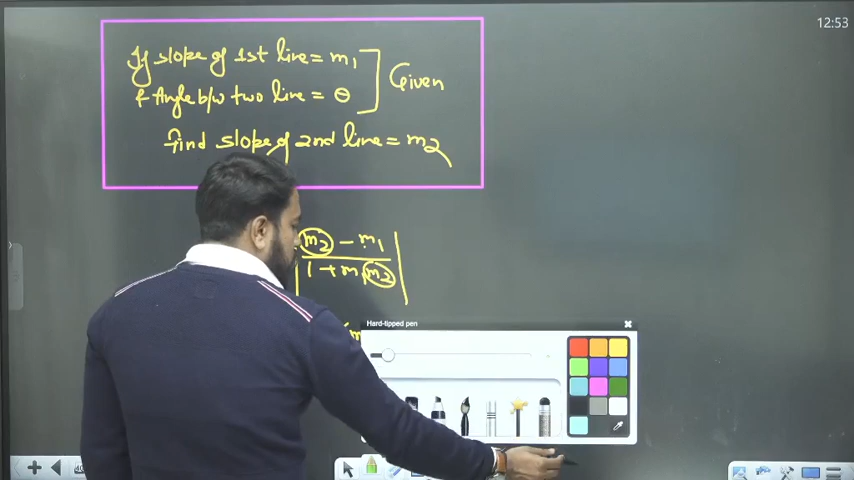 12:53
If slope of 1st line = m₁
& Angle b/w two line = θ
Given
find slope of 2nd line = m₂
m₂ - m₁
1 + m₁m₂
Hard-tipped pen